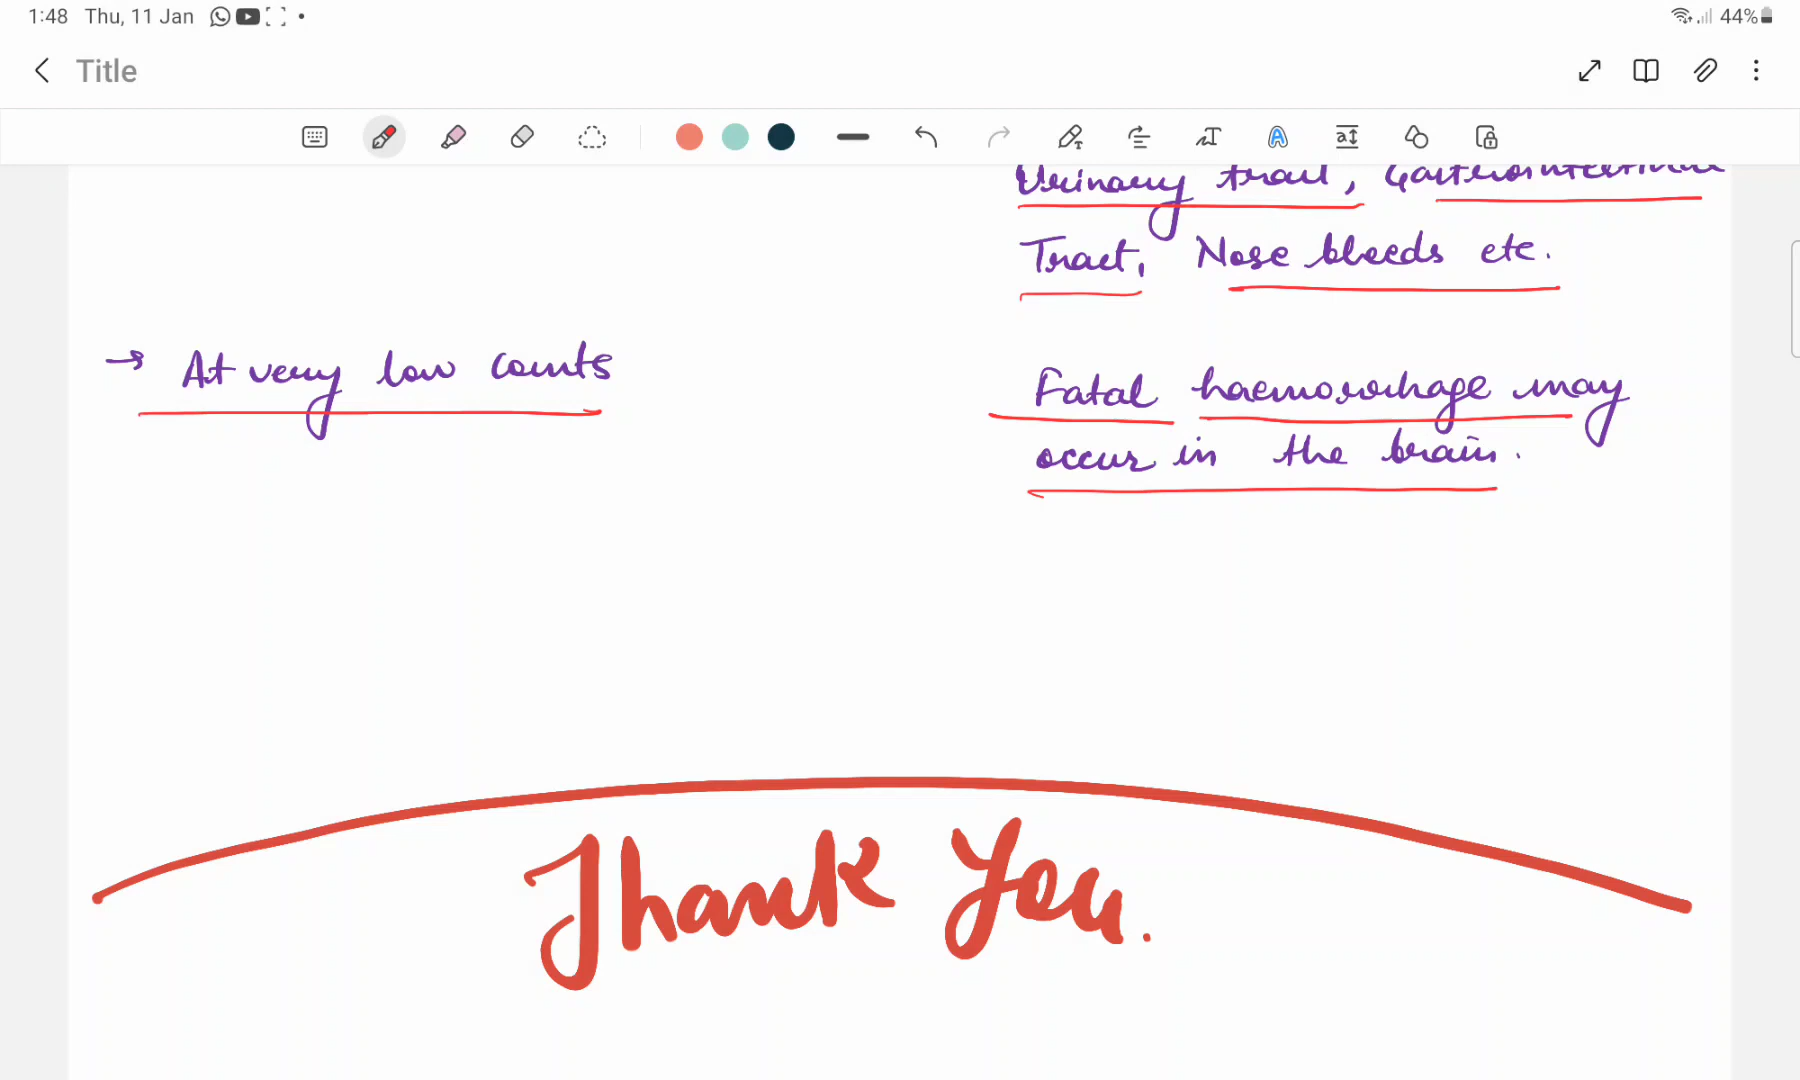 1:48 Thu, 11 Jan
44%
Title
Urinary tract, Gastrointestinal
Tract, Nose bleeds etc.
→ At very low counts
Fatal haemorrhage may
occur in the brain.
Thank You.